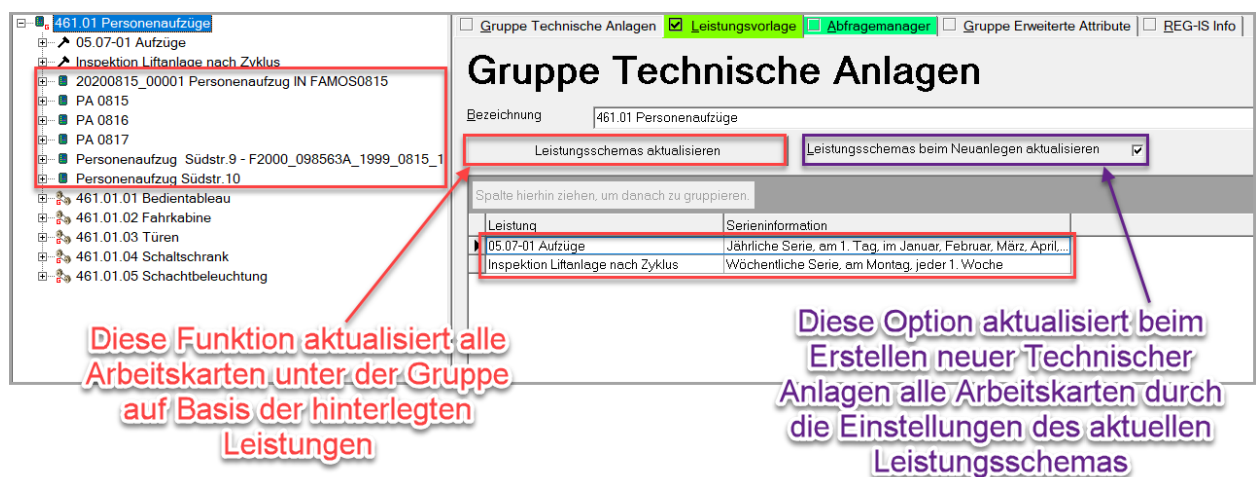 461.01 Personenaufzüge
05.07-01 Aufzüge
Inspektion Liftanlage nach Zyklus
20200815_00001 Personenaufzug IN FAMOS0815
PA 0815
PA 0816
PA 0817
Personenaufzug Südstr.9 - F2000_098563A_1999_0815_1
Personenaufzug Südstr.10
461.01.01 Bedientableau
461.01.02 Fahrkabine
461.01.03 Türen
461.01.04 Schaltschrank
461.01.05 Schachtbeleuchtung
Gruppe Technische Anlagen Leistungsvorlage Abfragemanager Gruppe Erweiterte Attribute REG-IS Info
Gruppe Technische Anlagen
Bezeichnung 461.01 Personenaufzüge
Leistungsschemas aktualisieren Leistungsschemas beim Neuanlegen aktualisieren
Spalte hierhin ziehen, um danach zu gruppieren.
Leistung Serieninformation
05.07-01 Aufzüge Jährliche Serie, am 1. Tag, im Januar, Februar, März, April,...
Inspektion Liftanlage nach Zyklus Wöchentliche Serie, am Montag, jeder 1. Woche
Diese Funktion aktualisiert alle
Arbeitskarten unter der Gruppe
auf Basis der hinterlegten
Leistungen
Diese Option aktualisiert beim
Erstellen neuer Technischer
Anlagen alle Arbeitskarten durch
die Einstellungen des aktuellen
Leistungsschemas